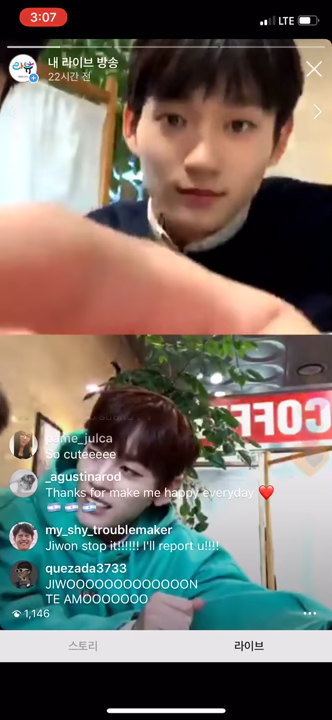 3:07
LTE
내 라이브 방송
22시간 전
COFF
pame_julca
So cuteeeee
_agustinarod
Thanks for make me happy everyday ❤️
my_shy_troublemaker
Jiwon stop it!!!!!! I'll report u!!!!
quezada3733
JIWOOOOOOOOOOOOON
TE AMOOOOOOO
1,146
스토리
라이브